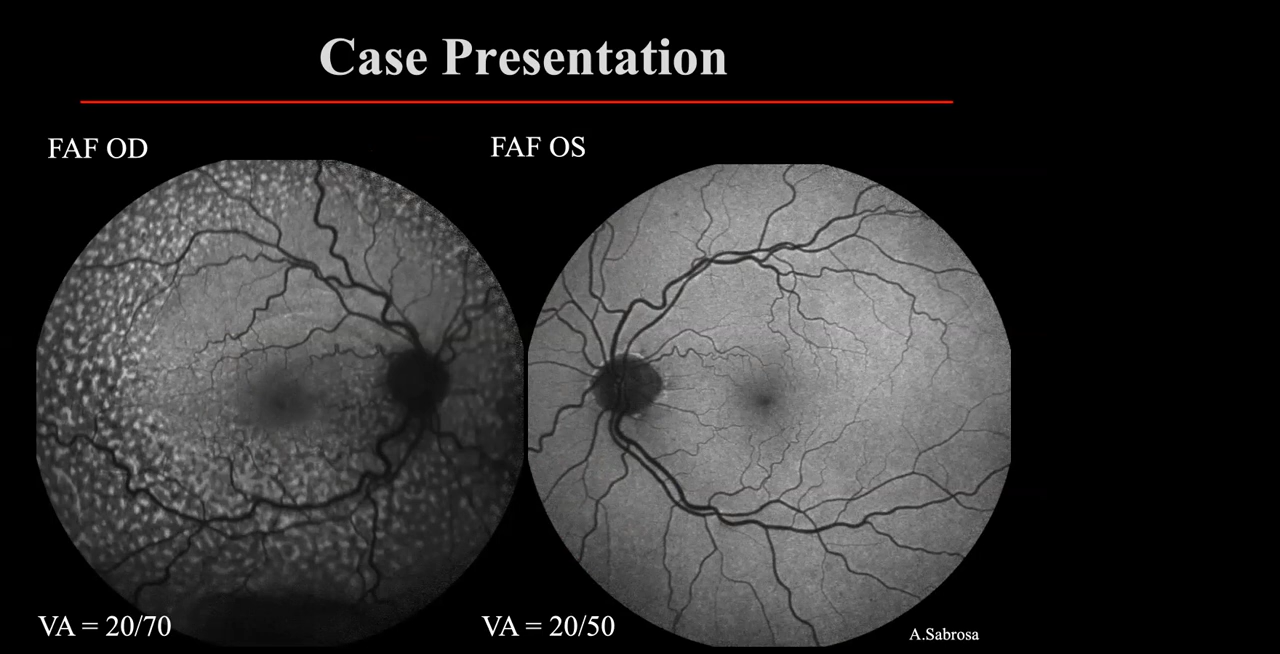 Case Presentation
FAF OD
FAF OS
VA = 20/70
VA = 20/50
A.Sabrosa